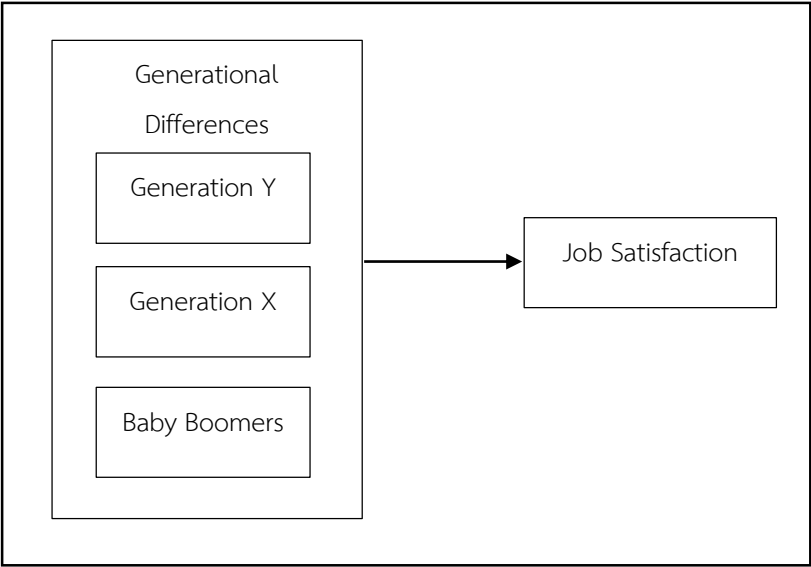 Generational
Differences
Generation Y
Generation X
Baby Boomers
Job Satisfaction